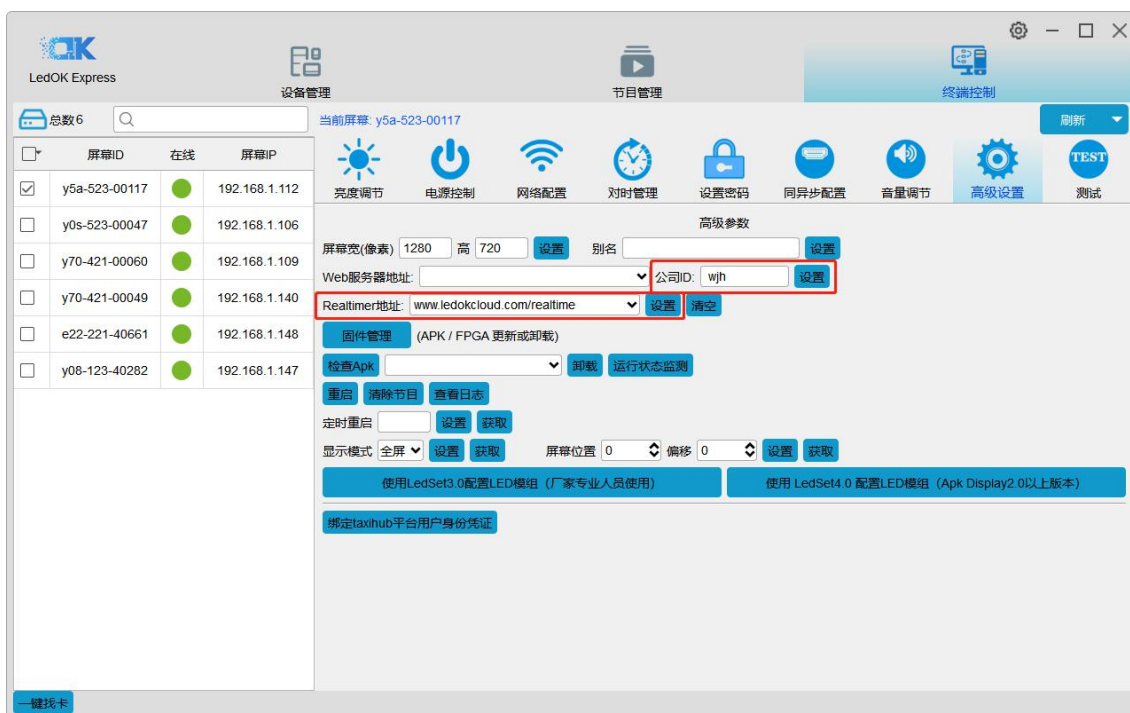 LedOK Express
设备管理
节目管理
终端控制
总数6
当前屏幕: y5a-523-00117
刷新
屏幕ID 在线 屏幕IP
y5a-523-00117 192.168.1.112
y0s-523-00047 192.168.1.106
y70-421-00060 192.168.1.109
y70-421-00049 192.168.1.140
e22-221-40661 192.168.1.148
y08-123-40282 192.168.1.147
亮度调节 电源控制 网络配置 对时管理 设置密码 同异步配置 音量调节 高级设置 TEST 测试
高级参数
屏幕宽(像素) 1280 高 720 设置 别名 设置
Web服务器地址: 公司ID: wjh 设置
Realtimer地址: www.ledokcloud.com/realtime 设置 清空
固件管理 (APK / FPGA 更新或卸载)
检查Apk 卸载 运行状态监测
重启 清除节目 查看日志
定时重启 设置 获取
显示模式 全屏 设置 获取 屏幕位置 0 偏移 0 设置 获取
使用LedSet3.0配置LED模组（厂家专业人员使用） 使用 LedSet4.0 配置LED模组（Apk Display2.0以上版本）
绑定taxihub平台用户身份凭证
一键找卡